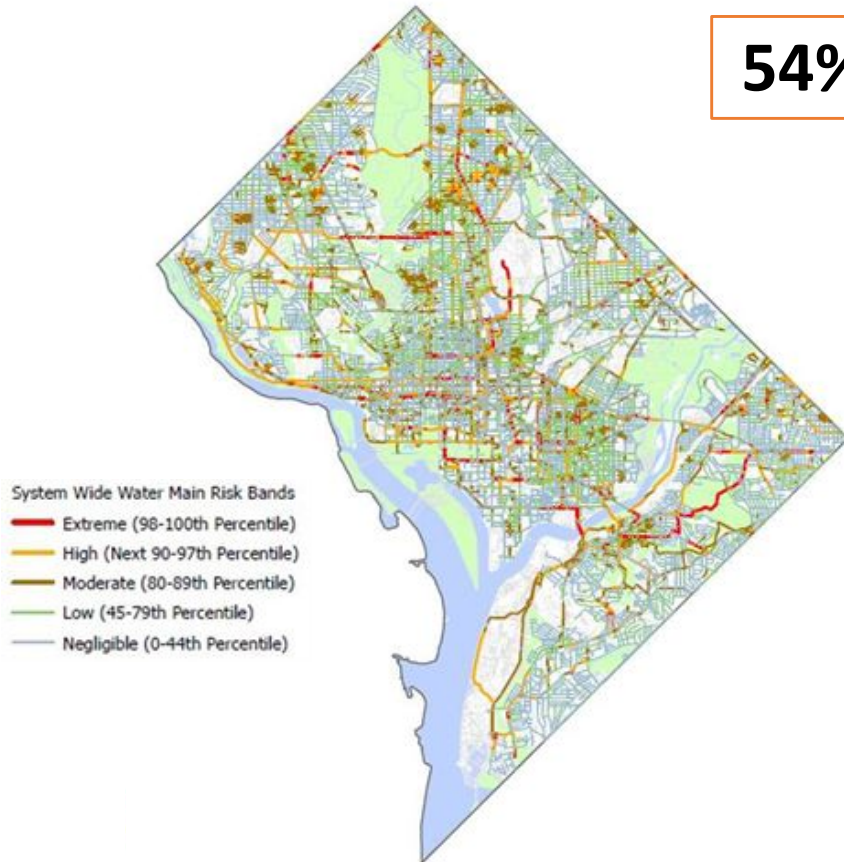 54%
System Wide Water Main Risk Bands
Extreme (98-100th Percentile)
High (Next 90-97th Percentile)
Moderate (80-89th Percentile)
Low (45-79th Percentile)
Negligible (0-44th Percentile)